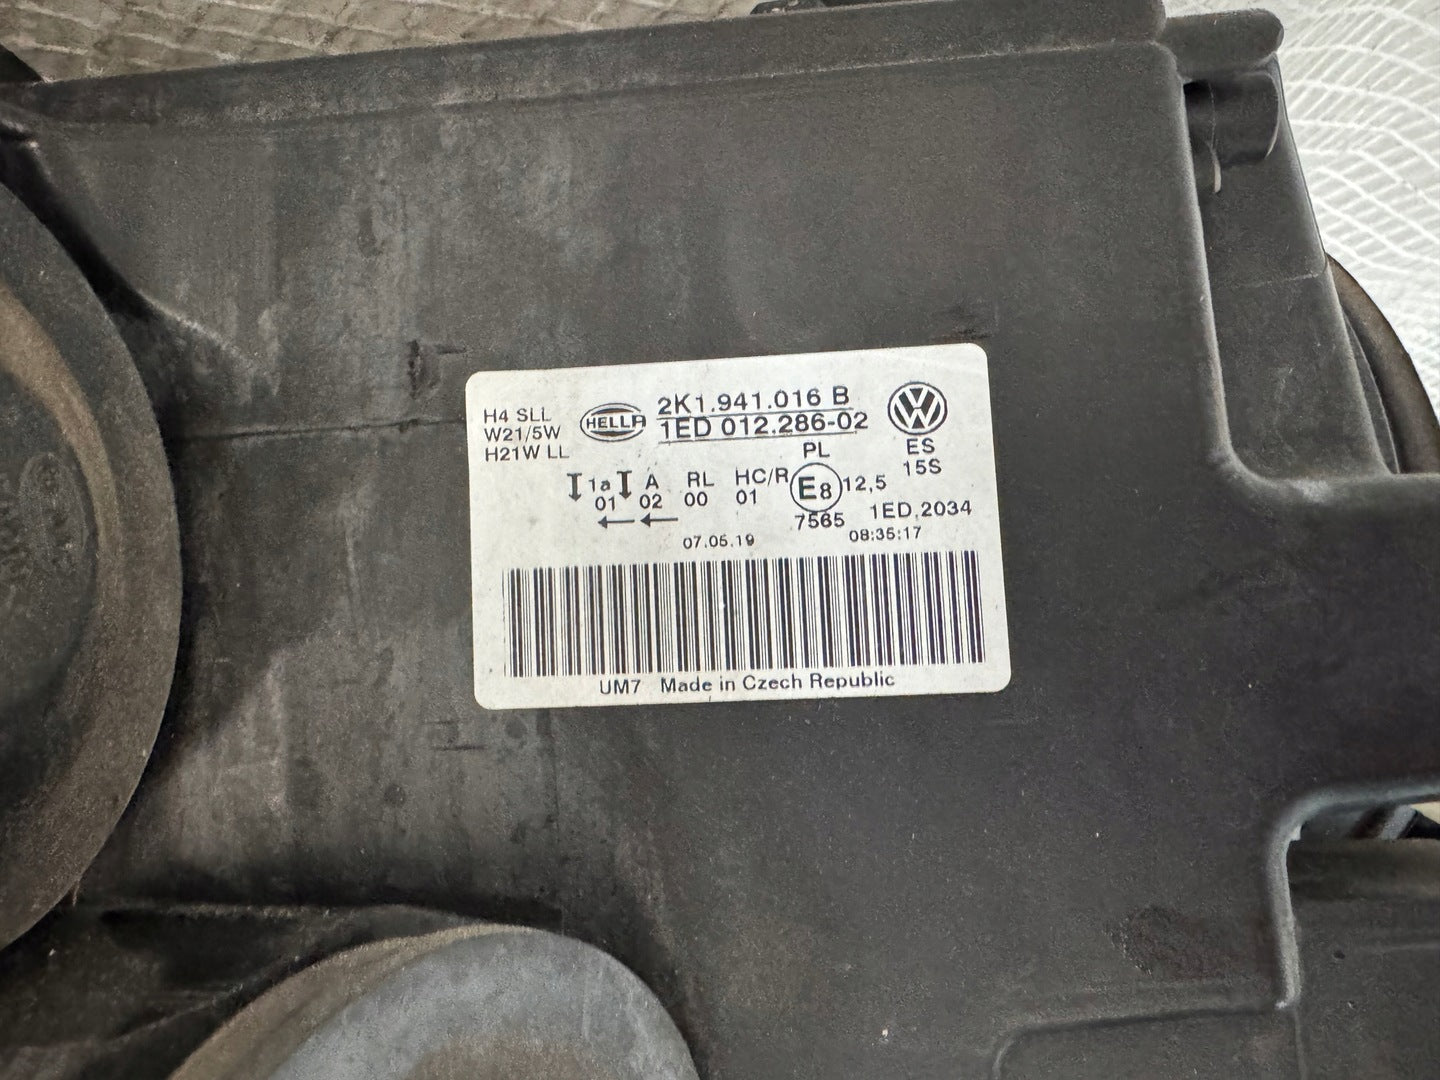 H4 SLL
W21/5W
H21W LL
HELLA
2K1.941.016 B
1ED 012.286-02
PL
ES
15S
1a A RL HC/R E8 12,5
01 02 00 01
7565 1ED.2034
07.05.19 08:35:17
UM7 Made in Czech Republic